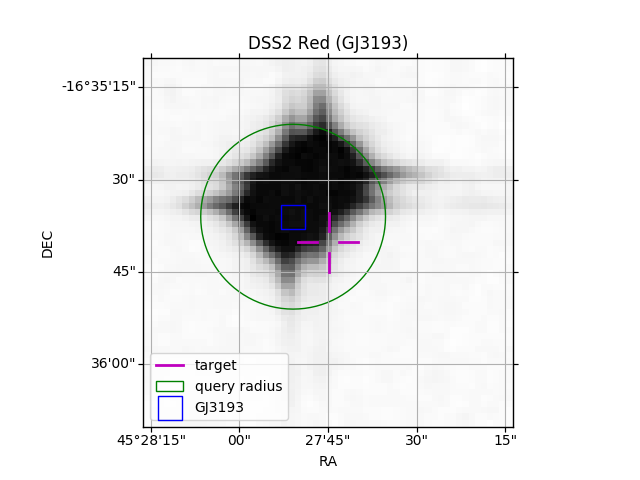 DSS2 Red (GJ3193)
-16°35'15"
30"
45"
36'00"
DEC
target
query radius
GJ3193
45°28'15"
00"
27'45"
30"
15"
RA